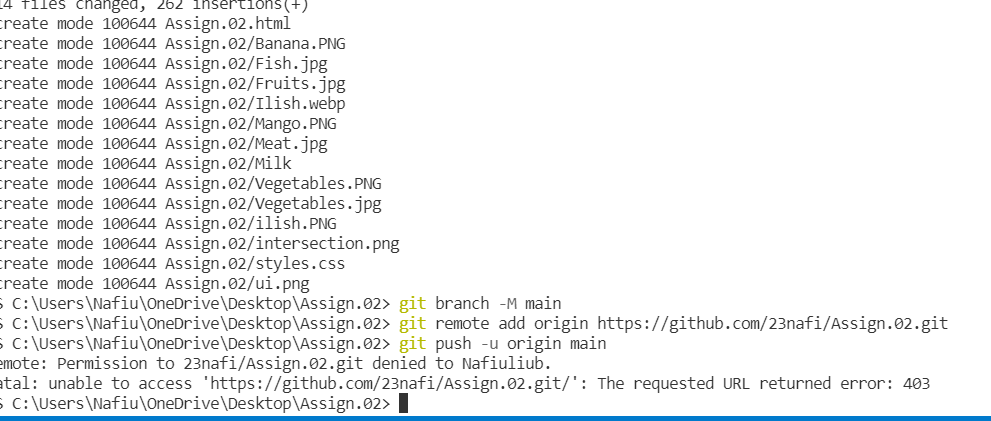 14 files changed, 262 insertions(+)
create mode 100644 Assign.02.html
create mode 100644 Assign.02/Banana.PNG
create mode 100644 Assign.02/Fish.jpg
create mode 100644 Assign.02/Fruits.jpg
create mode 100644 Assign.02/Ilish.webp
create mode 100644 Assign.02/Mango.PNG
create mode 100644 Assign.02/Meat.jpg
create mode 100644 Assign.02/Milk
create mode 100644 Assign.02/Vegetables.PNG
create mode 100644 Assign.02/Vegetables.jpg
create mode 100644 Assign.02/ilish.PNG
create mode 100644 Assign.02/intersection.png
create mode 100644 Assign.02/styles.css
create mode 100644 Assign.02/ui.png
S C:\Users\Nafiu\OneDrive\Desktop\Assign.02> git branch -M main
S C:\Users\Nafiu\OneDrive\Desktop\Assign.02> git remote add origin https://github.com/23nafi/Assign.02.git
S C:\Users\Nafiu\OneDrive\Desktop\Assign.02> git push -u origin main
emote: Permission to 23nafi/Assign.02.git denied to Nafiuliub.
atal: unable to access 'https://github.com/23nafi/Assign.02.git/': The requested URL returned error: 403
S C:\Users\Nafiu\OneDrive\Desktop\Assign.02>